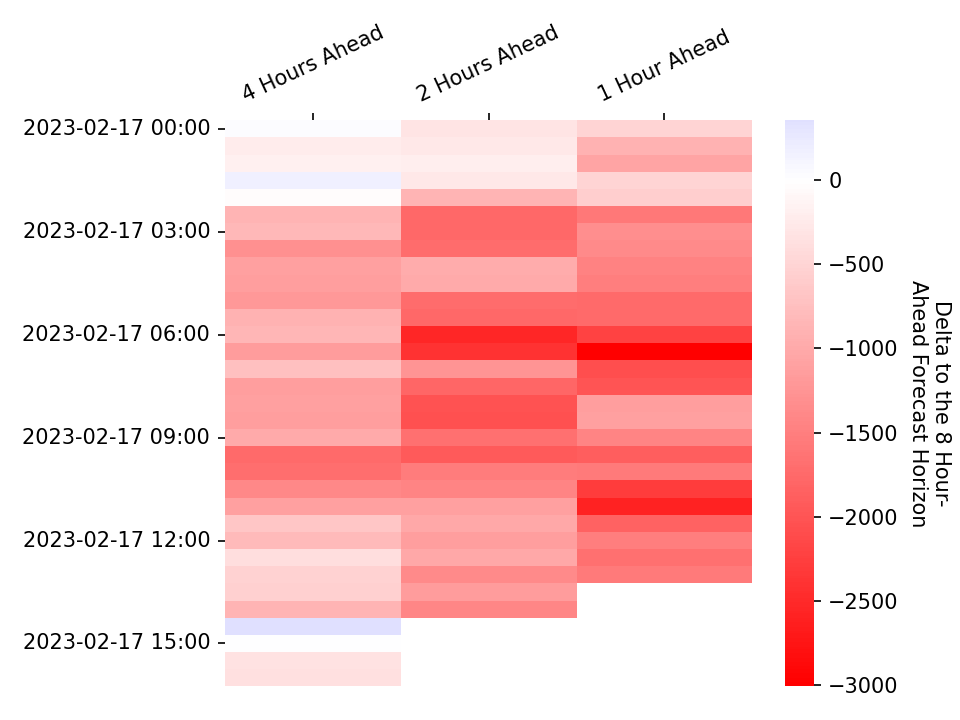 4 Hours Ahead
2 Hours Ahead
1 Hour Ahead
2023-02-17 00:00
2023-02-17 03:00
2023-02-17 06:00
2023-02-17 09:00
2023-02-17 12:00
2023-02-17 15:00
0
−500
−1000
−1500
−2000
−2500
−3000
Delta to the 8 Hour-
Ahead Forecast Horizon